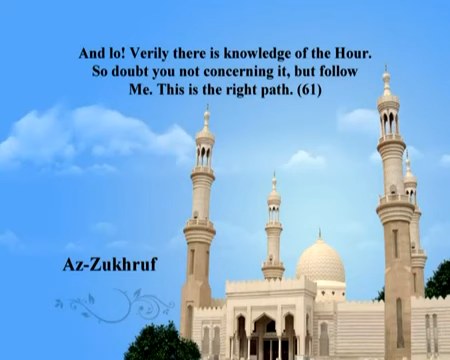 And lo! Verily there is knowledge of the Hour.
So doubt you not concerning it, but follow
Me. This is the right path. (61)
Az-Zukhruf